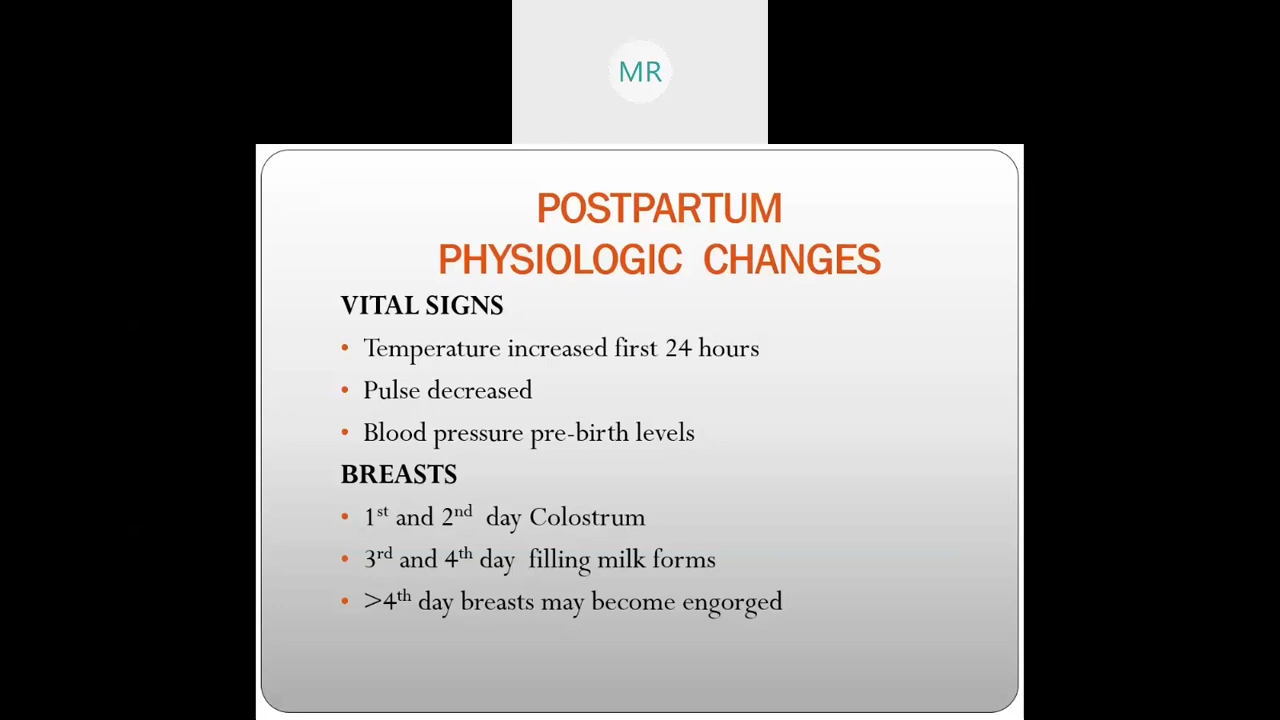 MR
POSTPARTUM
PHYSIOLOGIC CHANGES
VITAL SIGNS
• Temperature increased first 24 hours
• Pulse decreased
• Blood pressure pre-birth levels
BREASTS
• 1st and 2nd day Colostrum
• 3rd and 4th day filling milk forms
• >4th day breasts may become engorged